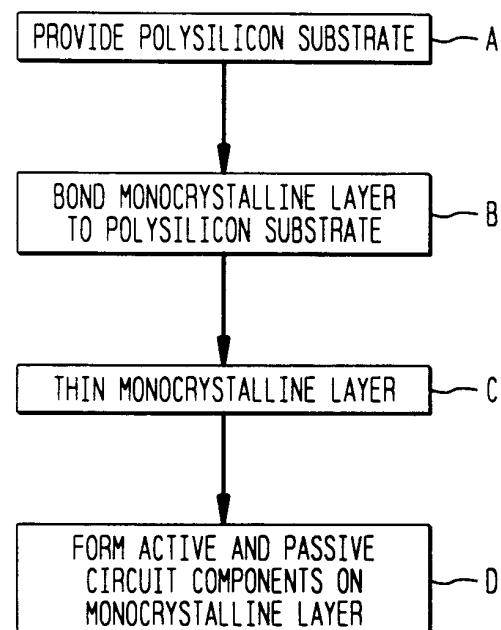 PROVIDE POLYSILICON SUBSTRATE A
BOND MONOCRYSTALLINE LAYER
TO POLYSILICON SUBSTRATE B
THIN MONOCRYSTALLINE LAYER C
FORM ACTIVE AND PASSIVE
CIRCUIT COMPONENTS ON
MONOCRYSTALLINE LAYER D